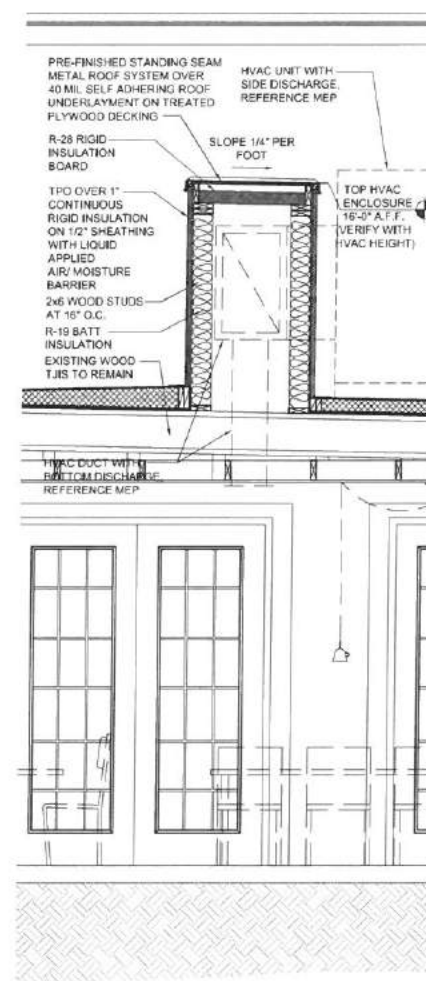 PRE-FINISHED STANDING SEAM
METAL ROOF SYSTEM OVER
40 MIL SELF ADHERING ROOF
UNDERLAYMENT ON TREATED
PLYWOOD DECKING
HVAC UNIT WITH
SIDE DISCHARGE,
REFERENCE MEP
R-28 RIGID
INSULATION
BOARD
SLOPE 1/4" PER
FOOT
TPO OVER 1"
CONTINUOUS
RIGID INSULATION
ON 1/2" SHEATHING
WITH LIQUID
APPLIED
AIR/ MOISTURE
BARRIER
TOP HVAC
ENCLOSURE
16'-0" A.F.F.
(VERIFY WITH
HVAC HEIGHT)
2x6 WOOD STUDS
AT 16" O.C.
R-19 BATT
INSULATION
EXISTING WOOD
TJIS TO REMAIN
HVAC DUCT WITH
BOTTOM DISCHARGE,
REFERENCE MEP